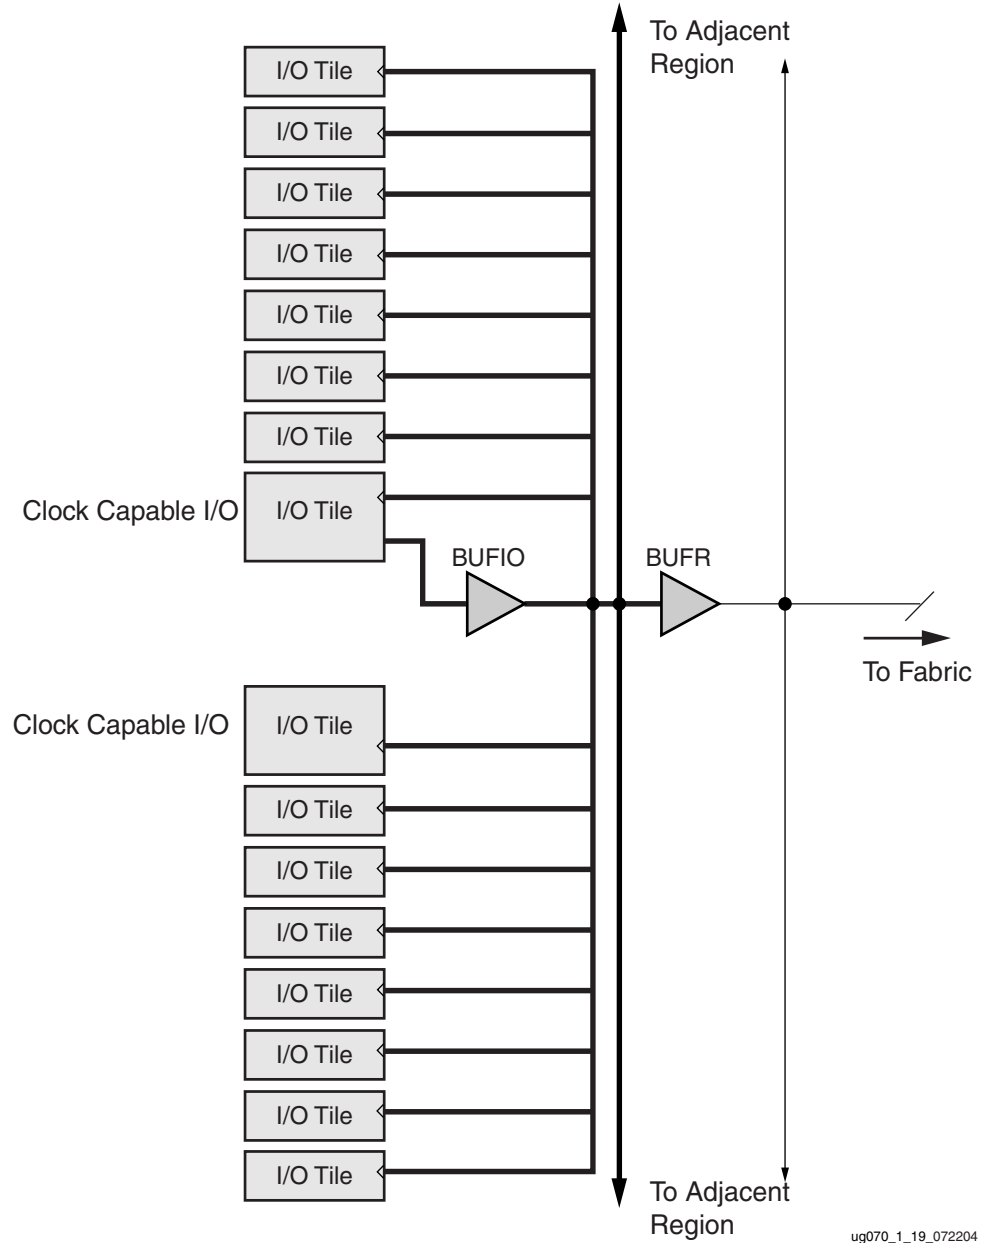 To Adjacent
Region
I/O Tile
I/O Tile
I/O Tile
I/O Tile
I/O Tile
I/O Tile
I/O Tile
Clock Capable I/O
I/O Tile
BUFIO
BUFR
To Fabric
Clock Capable I/O
I/O Tile
I/O Tile
I/O Tile
I/O Tile
I/O Tile
I/O Tile
I/O Tile
I/O Tile
To Adjacent
Region
ug070_1_19_072204